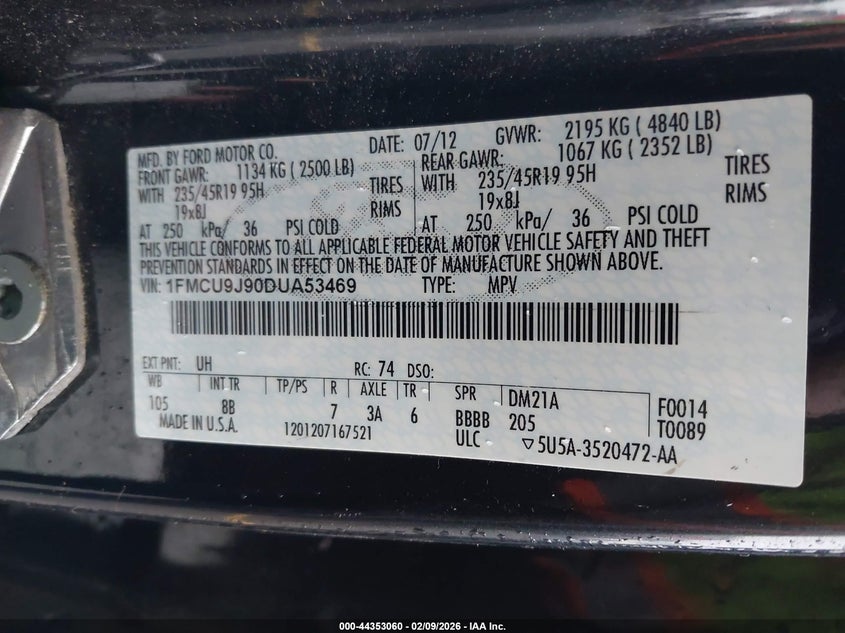 MFD. BY FORD MOTOR CO. DATE: 07/12 GVWR: 2195 KG ( 4840 LB)
FRONT GAWR: 1134 KG ( 2500 LB) REAR GAWR: 1067 KG ( 2352 LB)
WITH 235/45R19 95H TIRES WITH 235/45R19 95H TIRES
19x8J RIMS 19x8J RIMS
AT 250 kPa/ 36 PSI COLD AT 250 kPa/ 36 PSI COLD
THIS VEHICLE CONFORMS TO ALL APPLICABLE FEDERAL MOTOR VEHICLE SAFETY AND THEFT
PREVENTION STANDARDS IN EFFECT ON THE DATE OF MANUFACTURE SHOWN ABOVE.
VIN: 1FMCU9J90DUA53469 TYPE: MPV
EXT PNT: UH RC: 74 DSO:
WB INT TR TP/PS R AXLE TR SPR DM21A F0014
105 8B 7 3A 6 BBBB 205 T0089
MADE IN U.S.A. 1201207167521 ULC ▽5U5A-3520472-AA
000-44353060 - 02/09/2026 - IAA Inc.